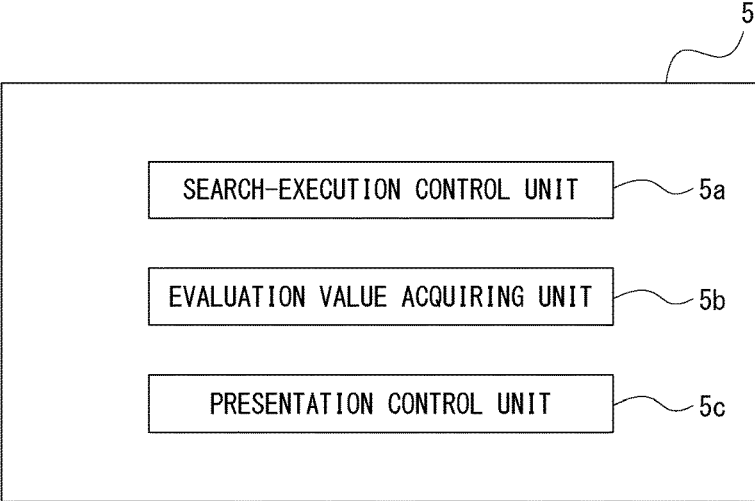 5
SEARCH-EXECUTION CONTROL UNIT 5a
EVALUATION VALUE ACQUIRING UNIT 5b
PRESENTATION CONTROL UNIT 5c